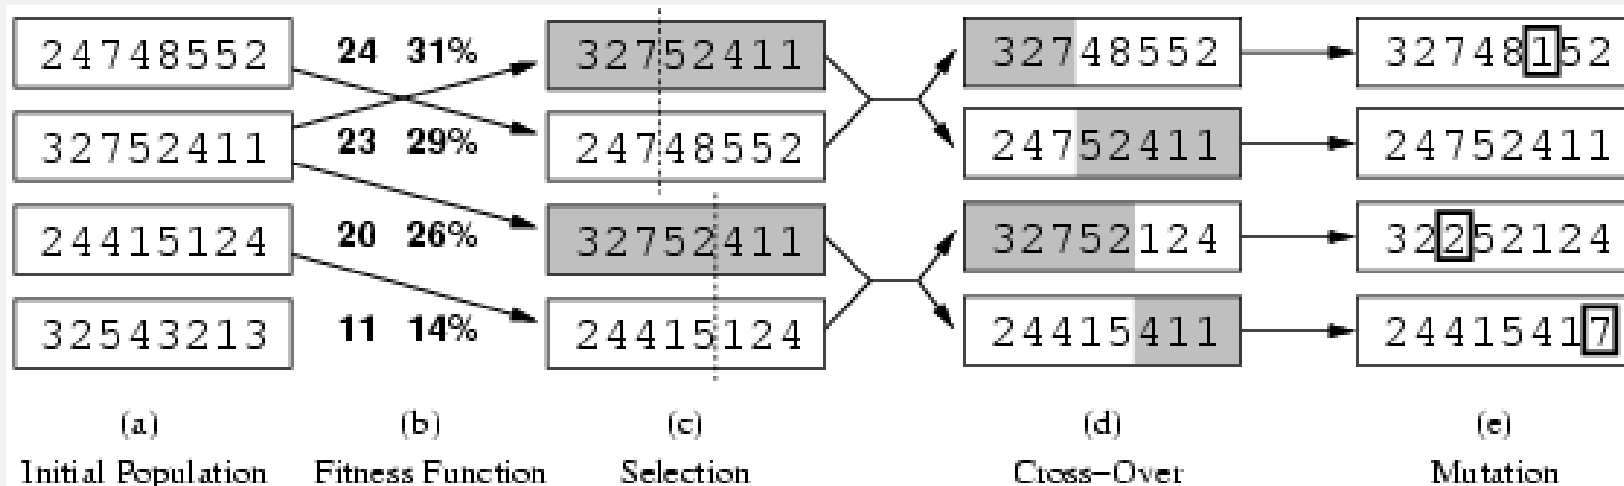 24748552 24 31% 32752411 32748552 32748152
32752411 23 29% 24748552 24752411 24752411
24415124 20 26% 32752411 32752124 32252124
32543213 11 14% 24415124 24415411 24415417
(a) (b) (c) (d) (e)
Initial Population Fitness Function Selection Cross-Over Mutation